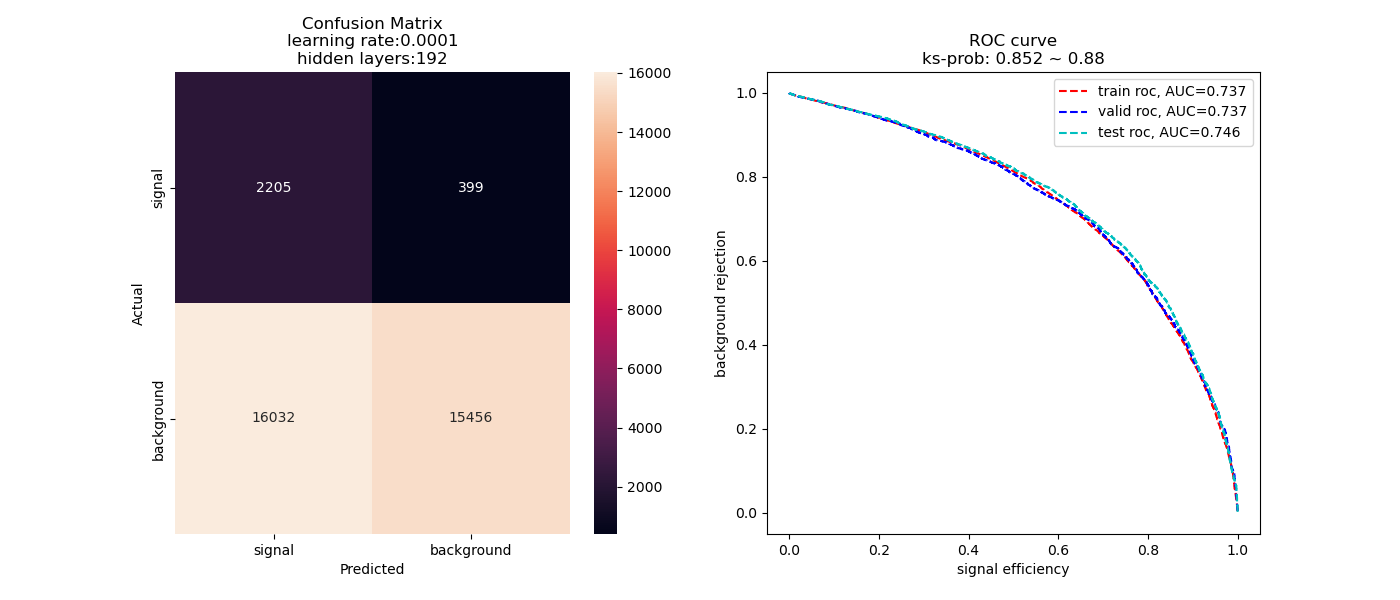 Confusion Matrix
learning rate:0.0001
hidden layers:192
signal
background
Actual
2205
399
16032
15456
signal
background
Predicted
16000
14000
12000
10000
8000
6000
4000
2000
ROC curve
ks-prob: 0.852 ~ 0.88
train roc, AUC=0.737
valid roc, AUC=0.737
test roc, AUC=0.746
background rejection
1.0
0.8
0.6
0.4
0.2
0.0
0.0
0.2
0.4
0.6
0.8
1.0
signal efficiency